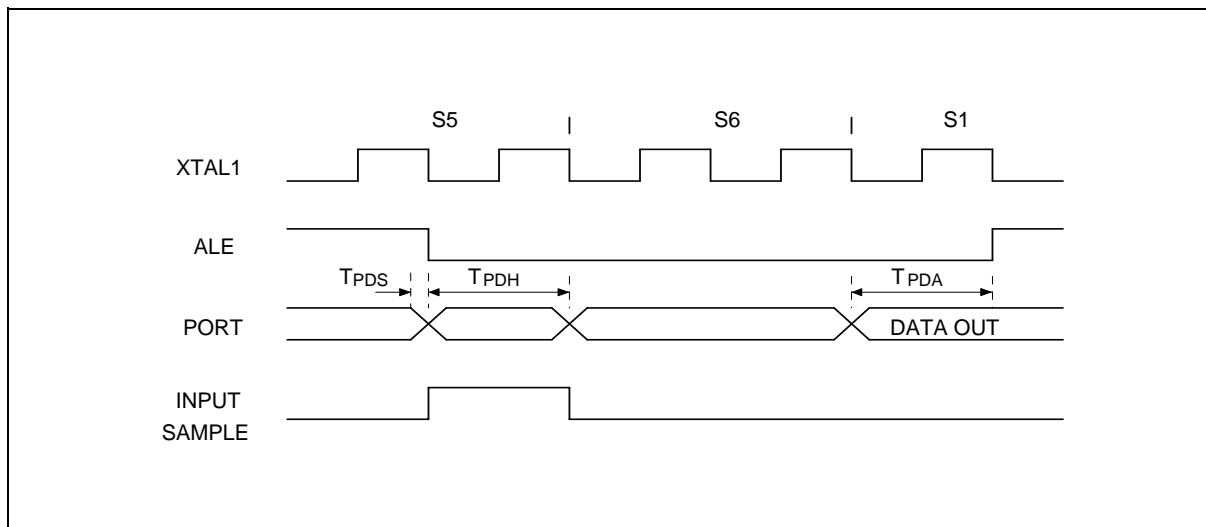 S5 | S6 | S1
XTAL1
ALE
TPDS TPDH TPDA
PORT DATA OUT
INPUT
SAMPLE